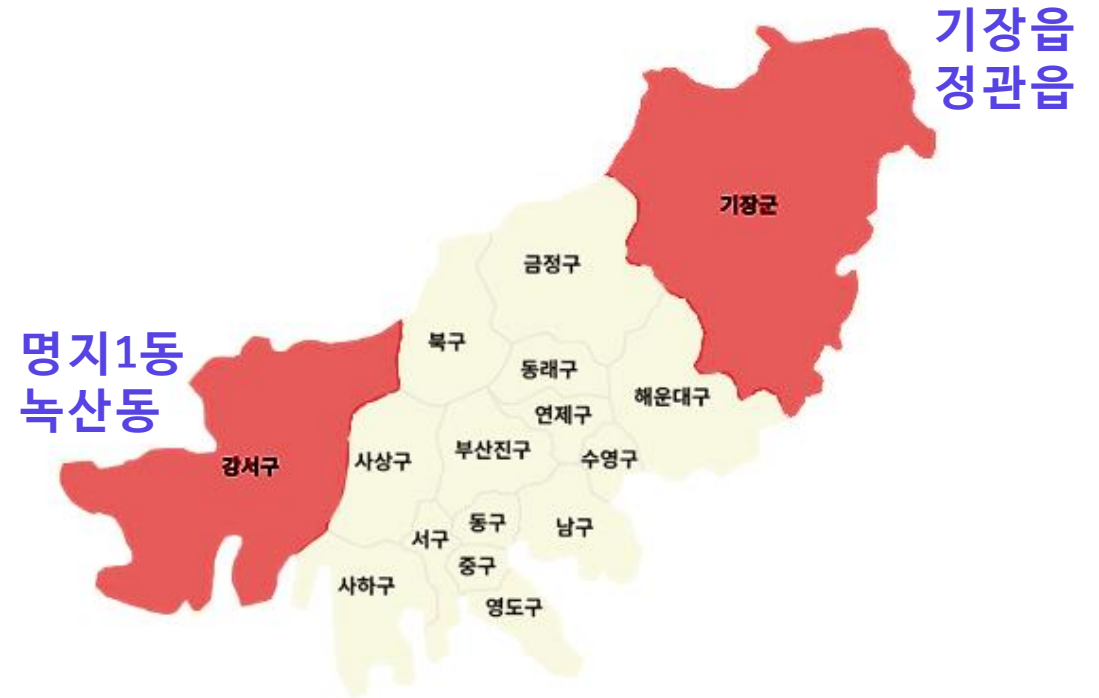 기장읍
정관읍
기장군
금정구
북구
명지1동
녹산동
동래구
해운대구
연제구
부산진구
수영구
사상구
강서구
동구
남구
서구
중구
사하구
영도구